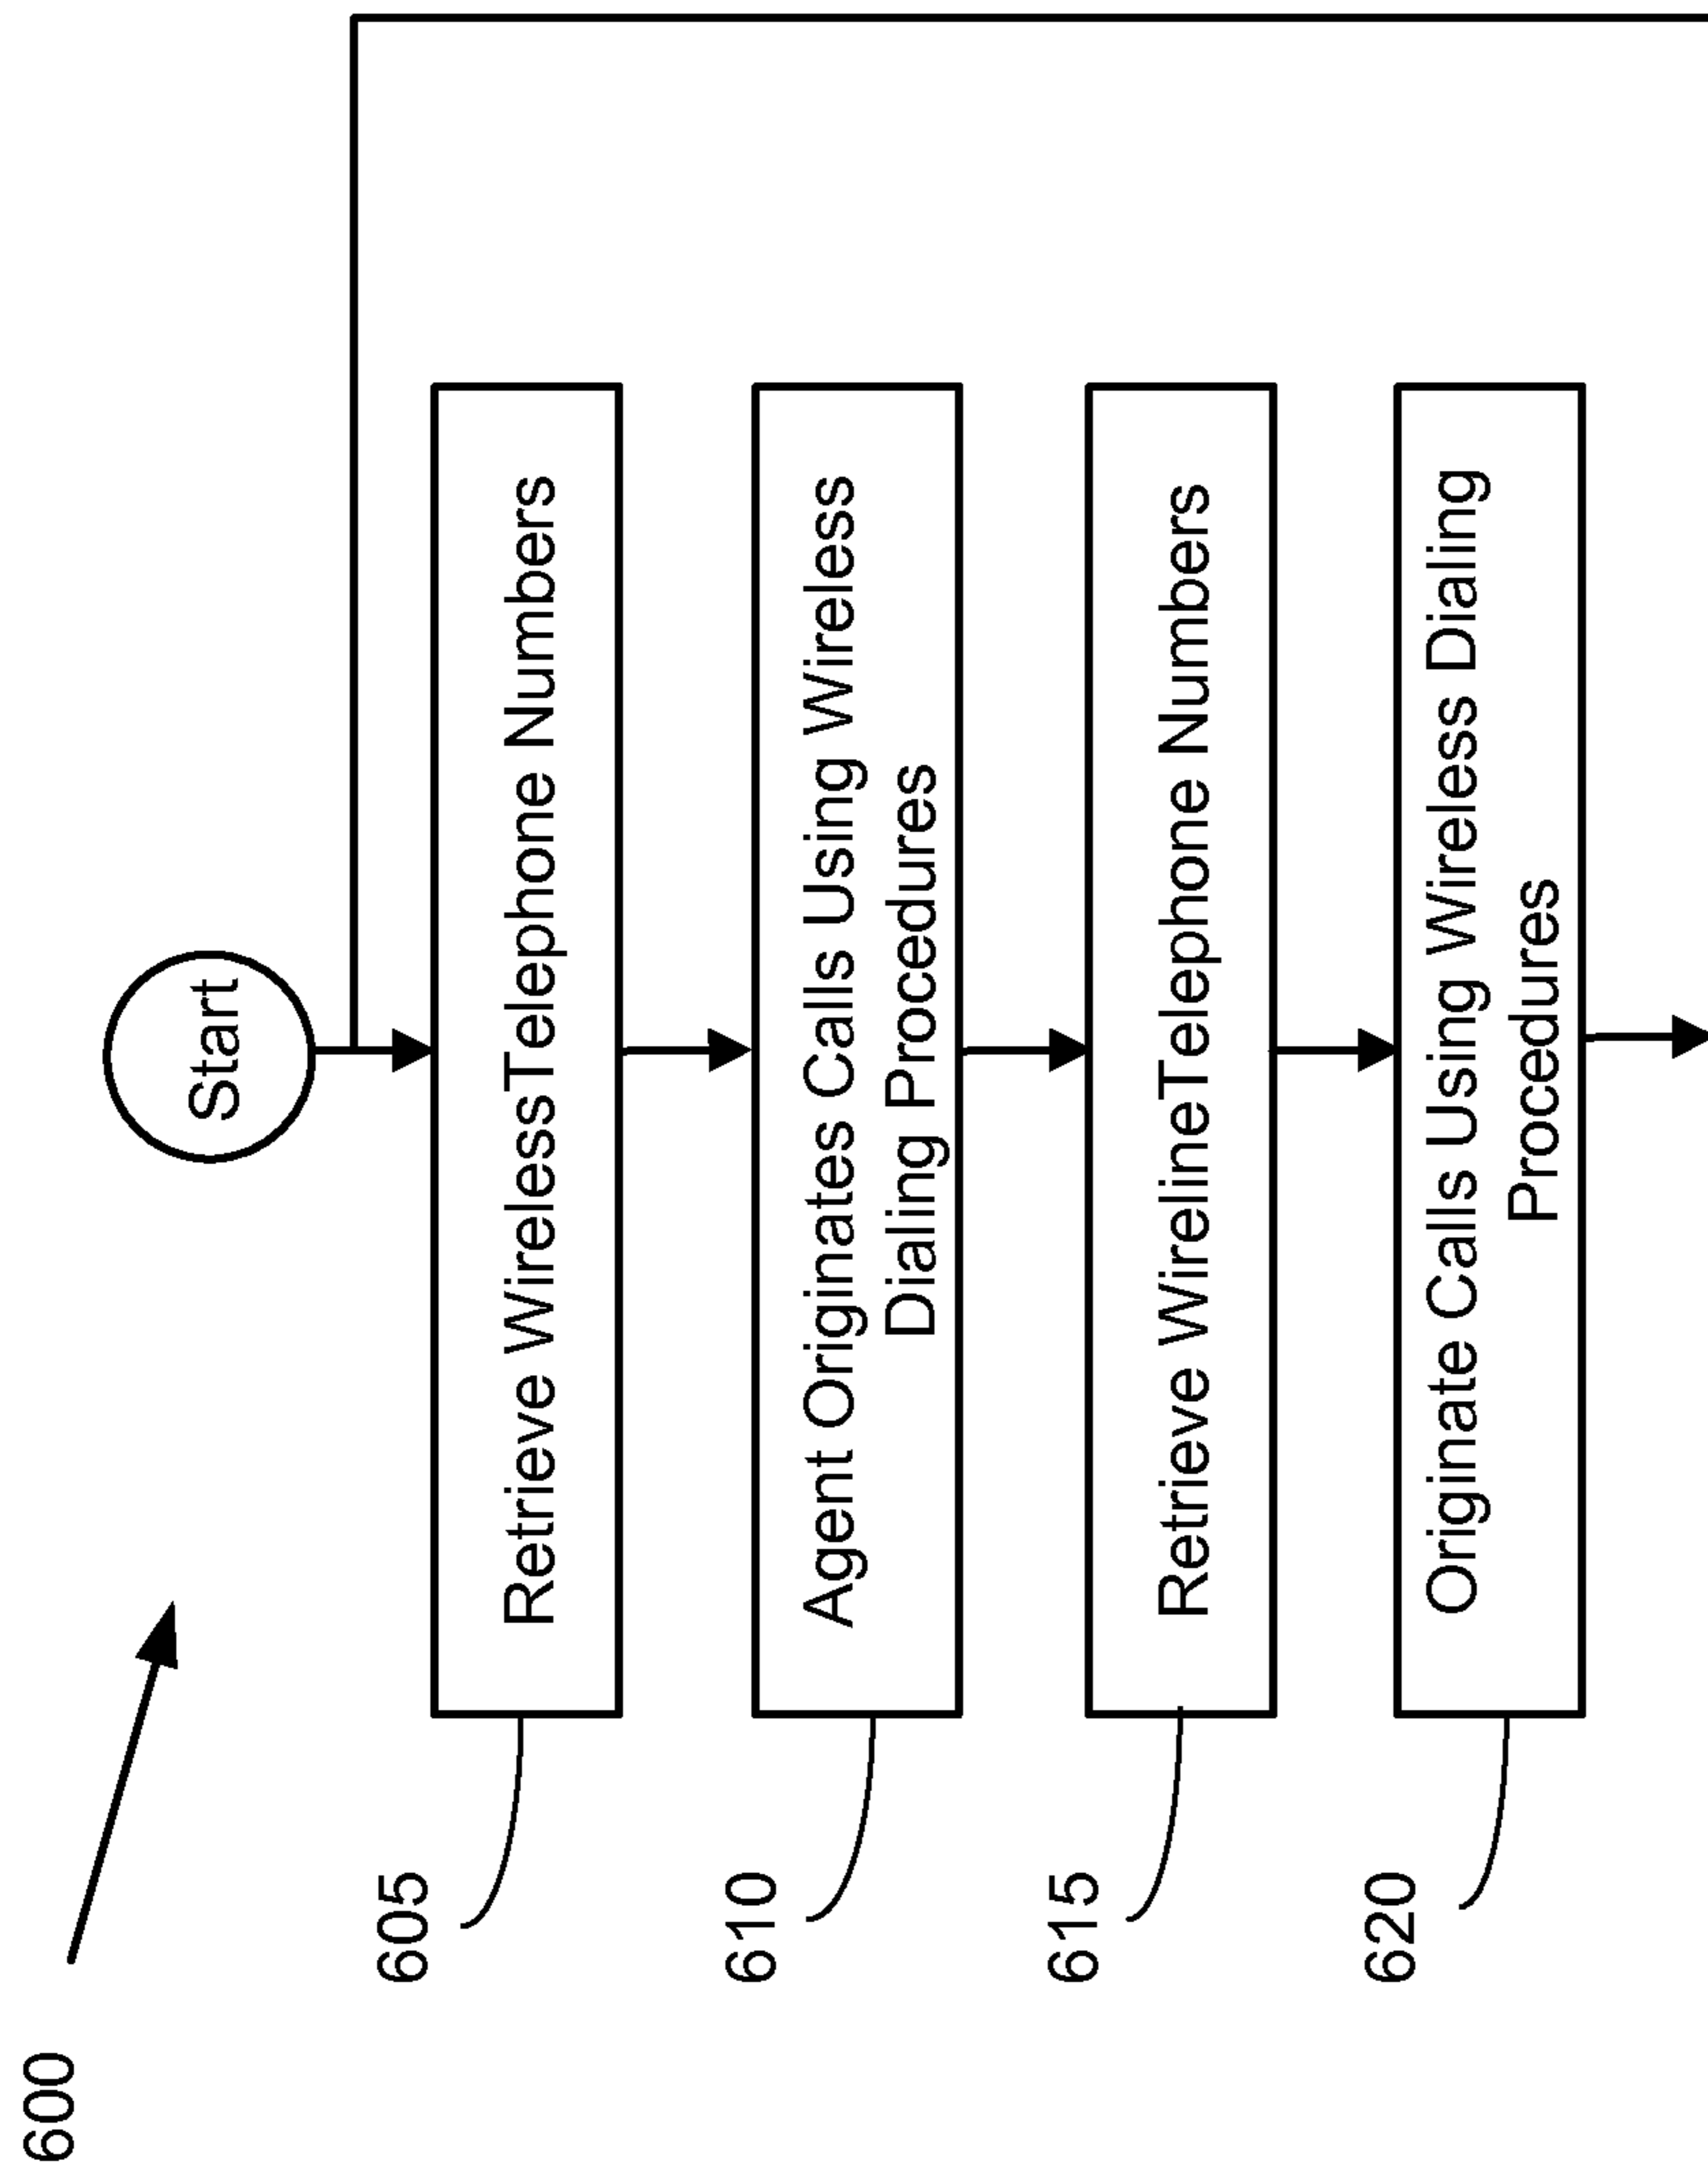 600
Start
605
Retrieve WirelessTelephone Numbers
610
Agent Originates Calls Using Wireless
Dialing Procedures
615
Retrieve WirelineTelephone Numbers
620
Originate Calls Using Wireless Dialing
Procedures